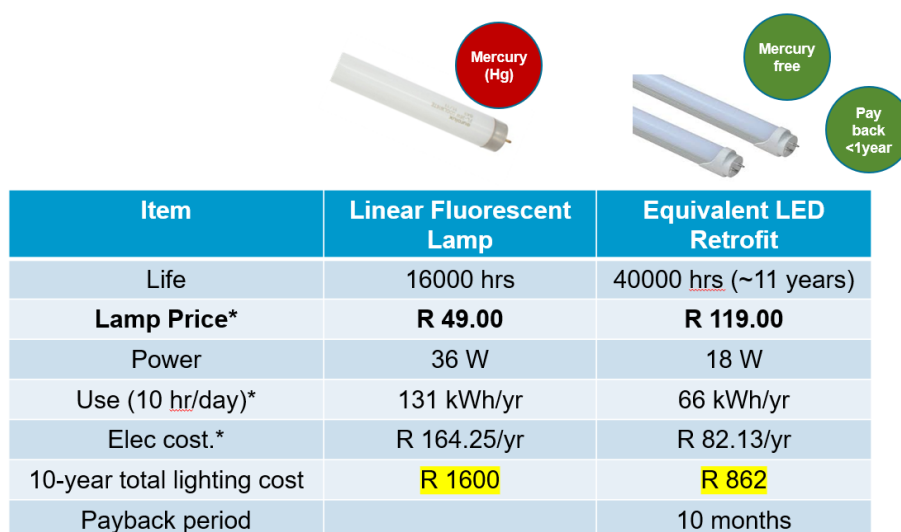 Mercury
(Hg)
Mercury
free
Pay
back
<1year
Item
Linear Fluorescent
Lamp
Equivalent LED
Retrofit
Life
16000 hrs
40000 hrs (~11 years)
Lamp Price*
R 49.00
R 119.00
Power
36 W
18 W
Use (10 hr/day)*
131 kWh/yr
66 kWh/yr
Elec cost.*
R 164.25/yr
R 82.13/yr
10-year total lighting cost
R 1600
R 862
Payback period
10 months